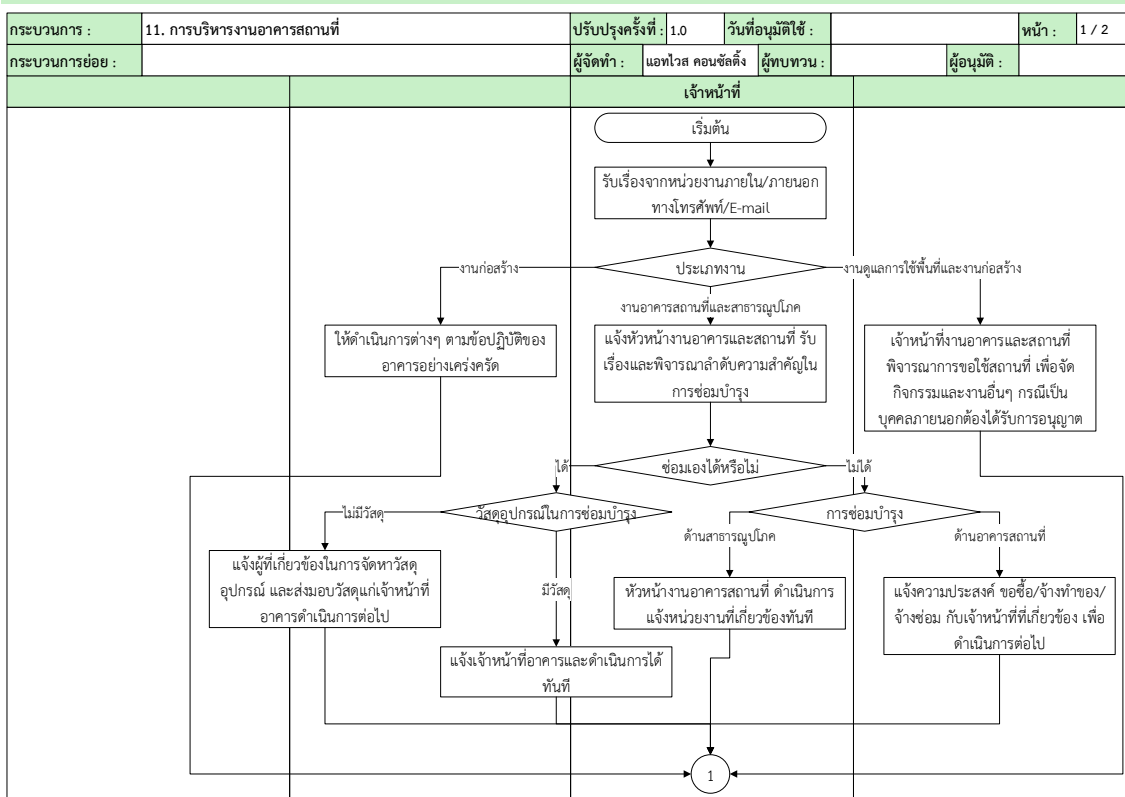 กระบวนการ : 11. การบริหารงานอาคารสถานที่ ปรับปรุงครั้งที่ : 1.0 วันที่อนุมัติใช้ : หน้า : 1 / 2
กระบวนการย่อย : ผู้จัดทำ : แอทไวส คอนซัลติ้ง ผู้ทบทวน : ผู้อนุมัติ :
เจ้าหน้าที่
เริ่มต้น
รับเรื่องจากหน่วยงานภายใน/ภายนอก
ทางโทรศัพท์/E-mail
ประเภทงาน
งานก่อสร้าง
งานดูแลการใช้พื้นที่และงานก่อสร้าง
งานอาคารสถานที่และสาธารณูปโภค
ให้ดำเนินการต่างๆ ตามข้อปฏิบัติของ
อาคารอย่างเคร่งครัด
แจ้งหัวหน้างานอาคารและสถานที่ รับ
เรื่องและพิจารณาลำดับความสำคัญใน
การซ่อมบำรุง
เจ้าหน้าที่งานอาคารและสถานที่
พิจารณาการขอใช้สถานที่ เพื่อจัด
กิจกรรมและงานอื่นๆ กรณีเป็น
บุคคลภายนอกต้องได้รับการอนุญาต
ซ่อมเองได้หรือไม่
ได้
ไม่ได้
วัสดุอุปกรณ์ในการซ่อมบำรุง
การซ่อมบำรุง
ไม่มีวัสดุ
มีวัสดุ
ด้านสาธารณูปโภค
ด้านอาคารสถานที่
แจ้งผู้ที่เกี่ยวข้องในการจัดหาวัสดุ
อุปกรณ์ และส่งมอบวัสดุแก่เจ้าหน้าที่
อาคารดำเนินการต่อไป
หัวหน้างานอาคารสถานที่ ดำเนินการ
แจ้งหน่วยงานที่เกี่ยวข้องทันที
แจ้งความประสงค์ ขอซื้อ/จ้างทำของ/
จ้างซ่อม กับเจ้าหน้าที่ที่เกี่ยวข้อง เพื่อ
ดำเนินการต่อไป
แจ้งเจ้าหน้าที่อาคารและดำเนินการได้
ทันที
1